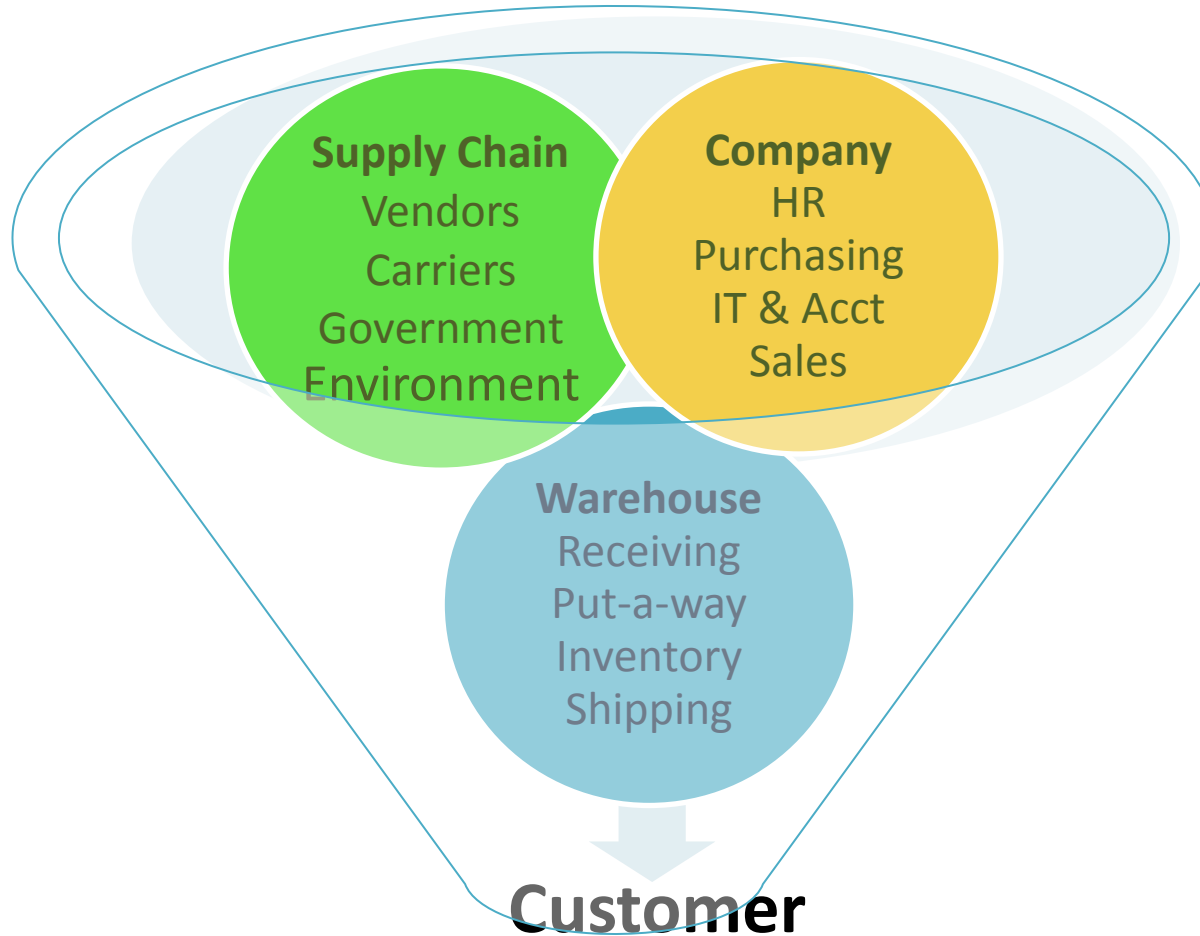 Supply Chain
Vendors
Carriers
Government
Environment
Company
HR
Purchasing
IT & Acct
Sales
Warehouse
Receiving
Put-a-way
Inventory
Shipping
Customer